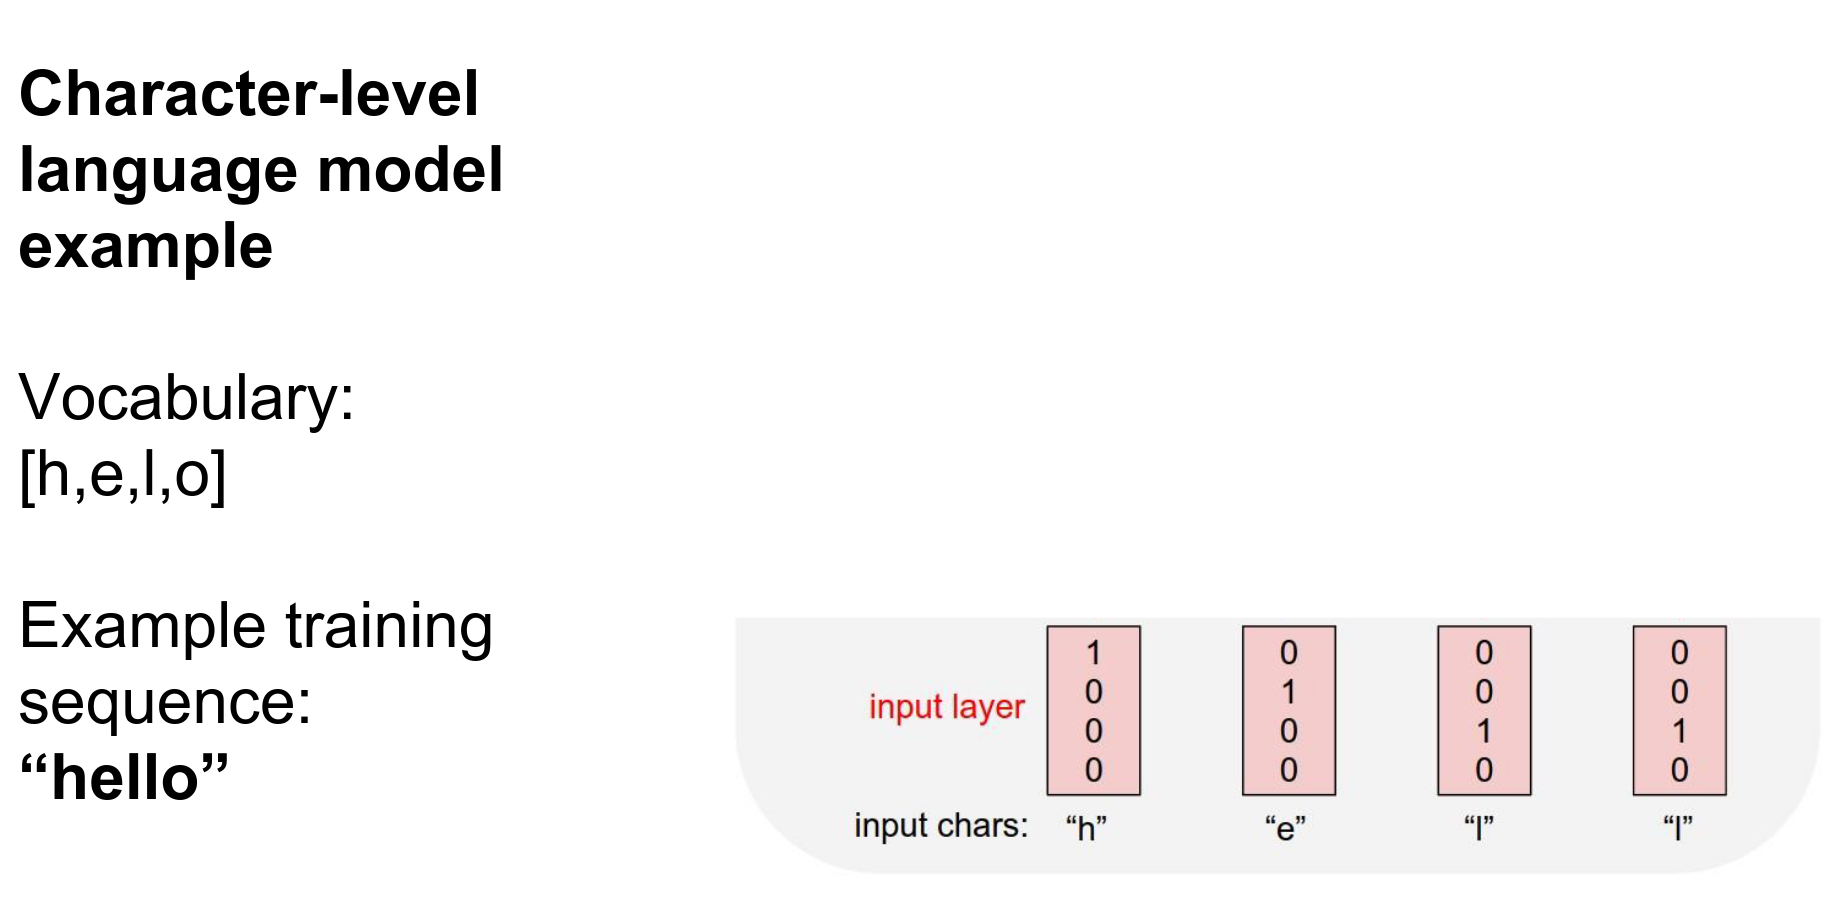 Character-level
language model
example
Vocabulary:
[h,e,l,o]
Example training
sequence:
“hello”
input layer
1 0 0 0
0 1 0 0
0 0 1 1
0 0 0 0
input chars: “h” “e” “l” “l”